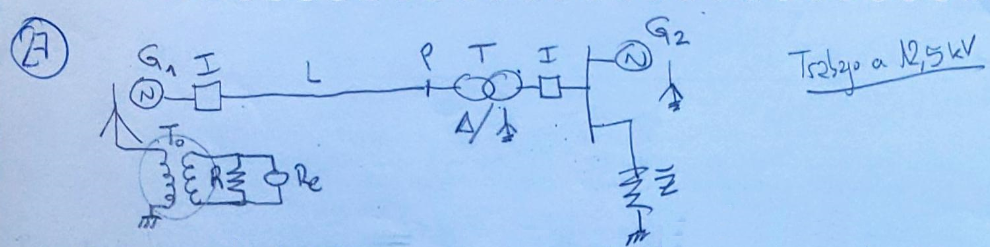 27
G1 I L P T I G2
Trabajo a 12,5 kV
N N
Δ/
To
R Re Z̄